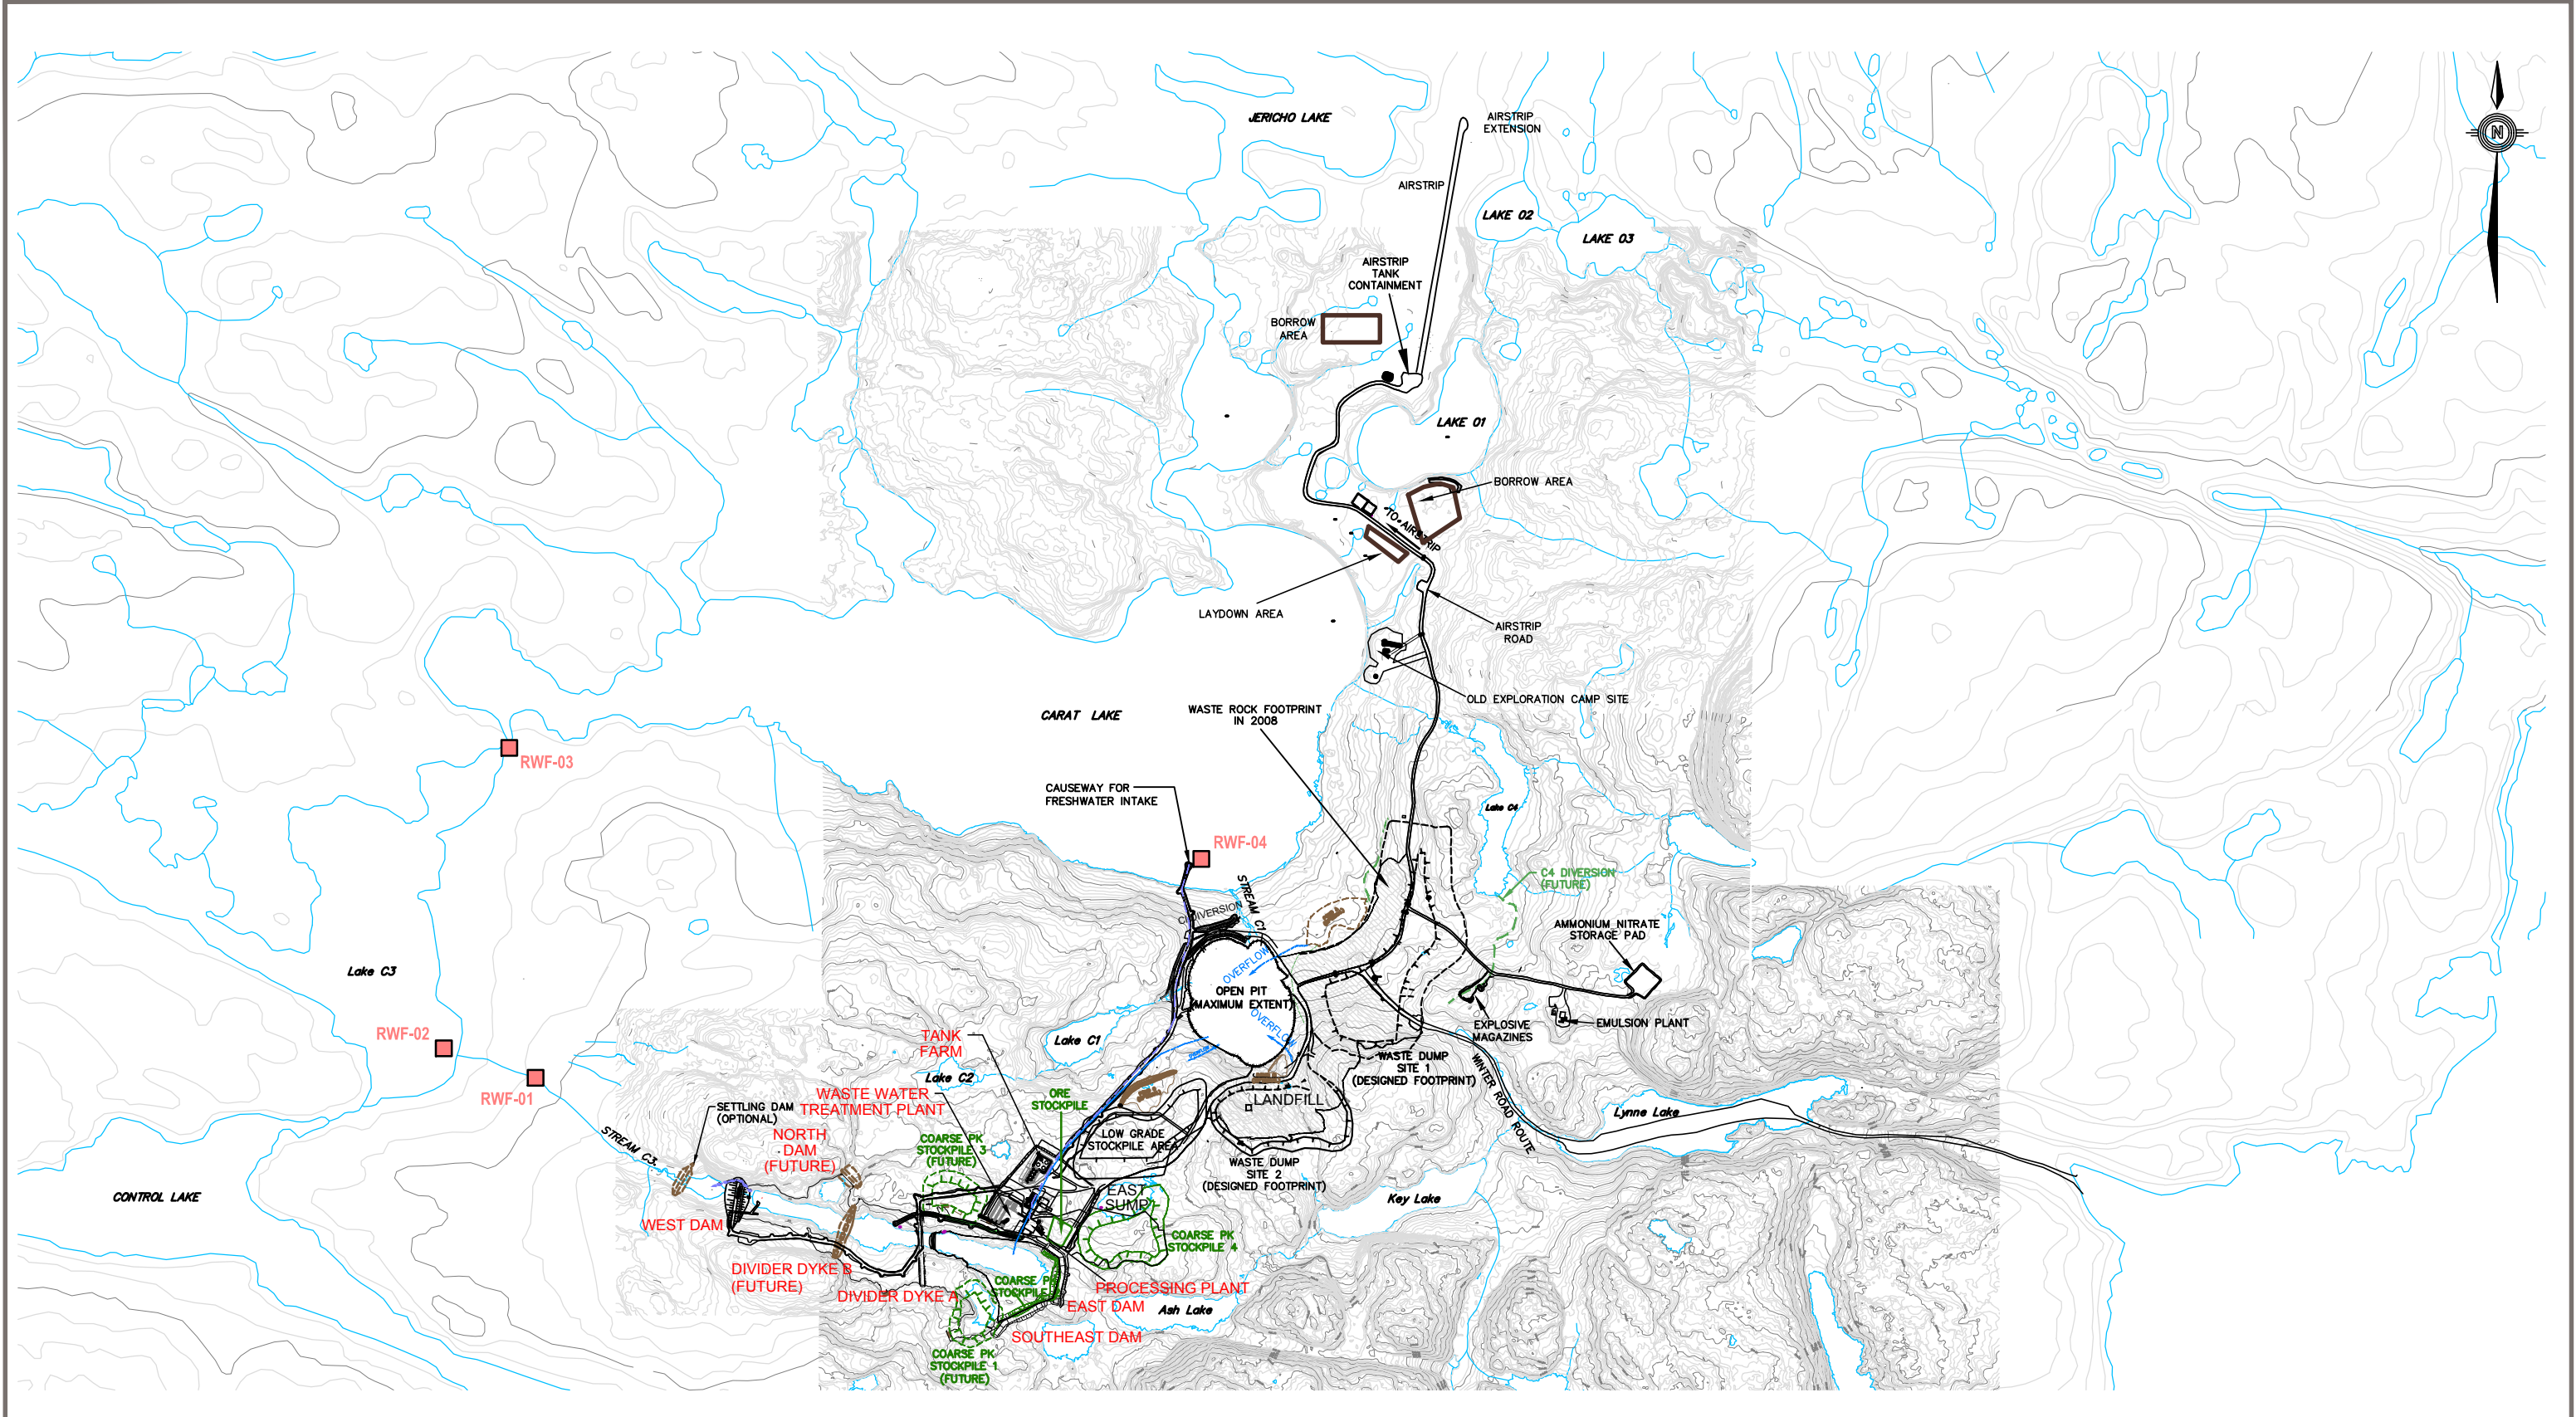 JERICHO LAKE
AIRSTRIP
EXTENSION
N
AIRSTRIP
LAKE 02
LAKE 03
AIRSTRIP
TANK
CONTAINMENT
BORROW
AREA
LAKE 01
BORROW AREA
TO AIRSTRIP
LAYDOWN AREA
AIRSTRIP
ROAD
OLD EXPLORATION CAMP SITE
CARAT LAKE
WASTE ROCK FOOTPRINT
IN 2008
RWF-03
CAUSEWAY FOR
FRESHWATER INTAKE
Lake C4
RWF-04
C4 DIVERSION
(FUTURE)
STREAM C1
C1 DIVERSION
AMMONIUM NITRATE
STORAGE PAD
Lake C3
OVERFLOW
OPEN PIT
(MAXIMUM EXTENT)
OVERFLOW
RWF-02
TANK
FARM
Lake C1
EXPLOSIVE
MAGAZINES
EMULSION PLANT
WASTE DUMP
SITE 1
(DESIGNED FOOTPRINT)
WINTER ROAD ROUTE
Lake C2
RWF-01
WASTE WATER
TREATMENT PLANT
ORE
STOCKPILE
LANDFILL
SETTLING DAM
(OPTIONAL)
Lynne Lake
STREAM C3
NORTH
DAM
(FUTURE)
COARSE PK
STOCKPILE 3
(FUTURE)
LOW GRADE
STOCKPILE AREA
WASTE DUMP
SITE 2
(DESIGNED FOOTPRINT)
CONTROL LAKE
EAST
SUMP
Key Lake
WEST DAM
COARSE PK
STOCKPILE 4
DIVIDER DYKE B
(FUTURE)
COARSE
STOCKPILE
PROCESSING PLANT
DIVIDER DYKE A
EAST DAM
Ash Lake
SOUTHEAST DAM
COARSE PK
STOCKPILE 1
(FUTURE)